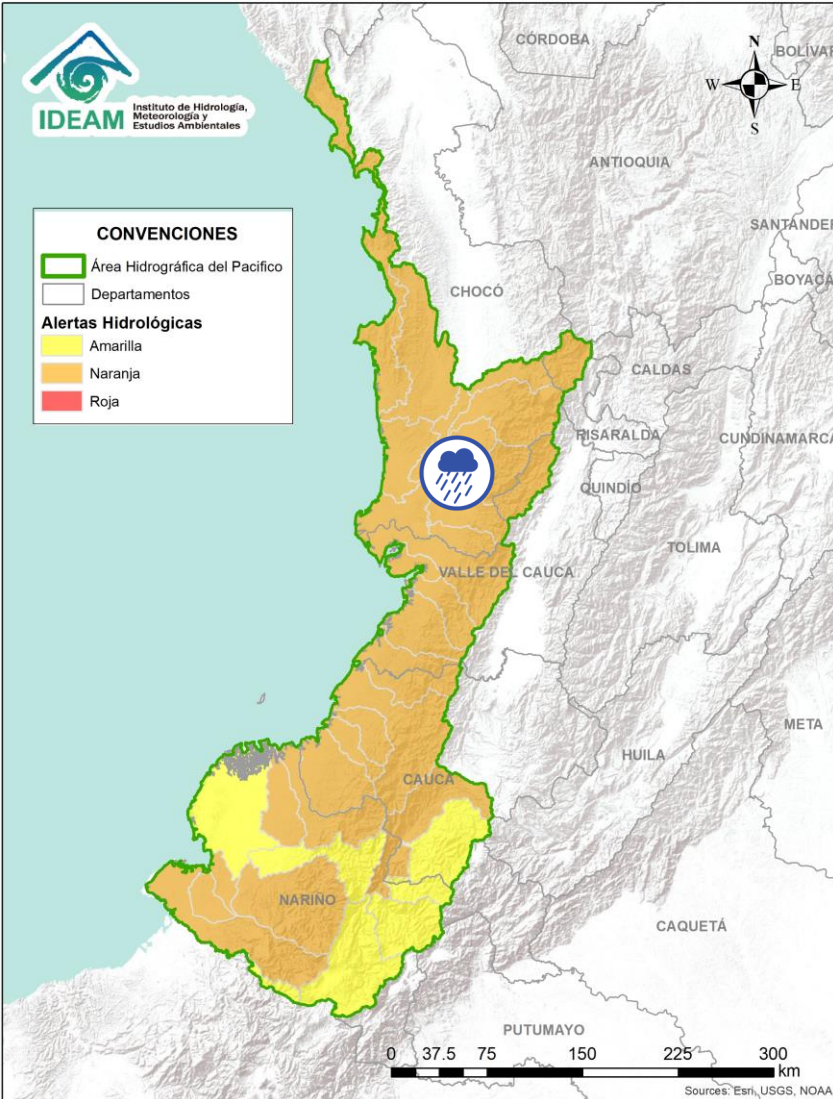 IDEAM
Instituto de Hidrología,
Meteorología y
Estudios Ambientales
CONVENCIONES
Área Hidrográfica del Pacifico
Departamentos
Alertas Hidrológicas
Amarilla
Naranja
Roja
N
W
E
S
CÓRDOBA
BOLÍVAR
ANTIOQUIA
SANTANDER
BOYACÁ
CHOCÓ
CALDAS
RISARALDA
CUNDINAMARCA
QUINDÍO
TOLIMA
VALLE DEL CAUCA
META
HUILA
CAUCA
NARIÑO
CAQUETÁ
PUTUMAYO
0 37.5 75 150 225 300
km
Sources: Esri, USGS, NOAA